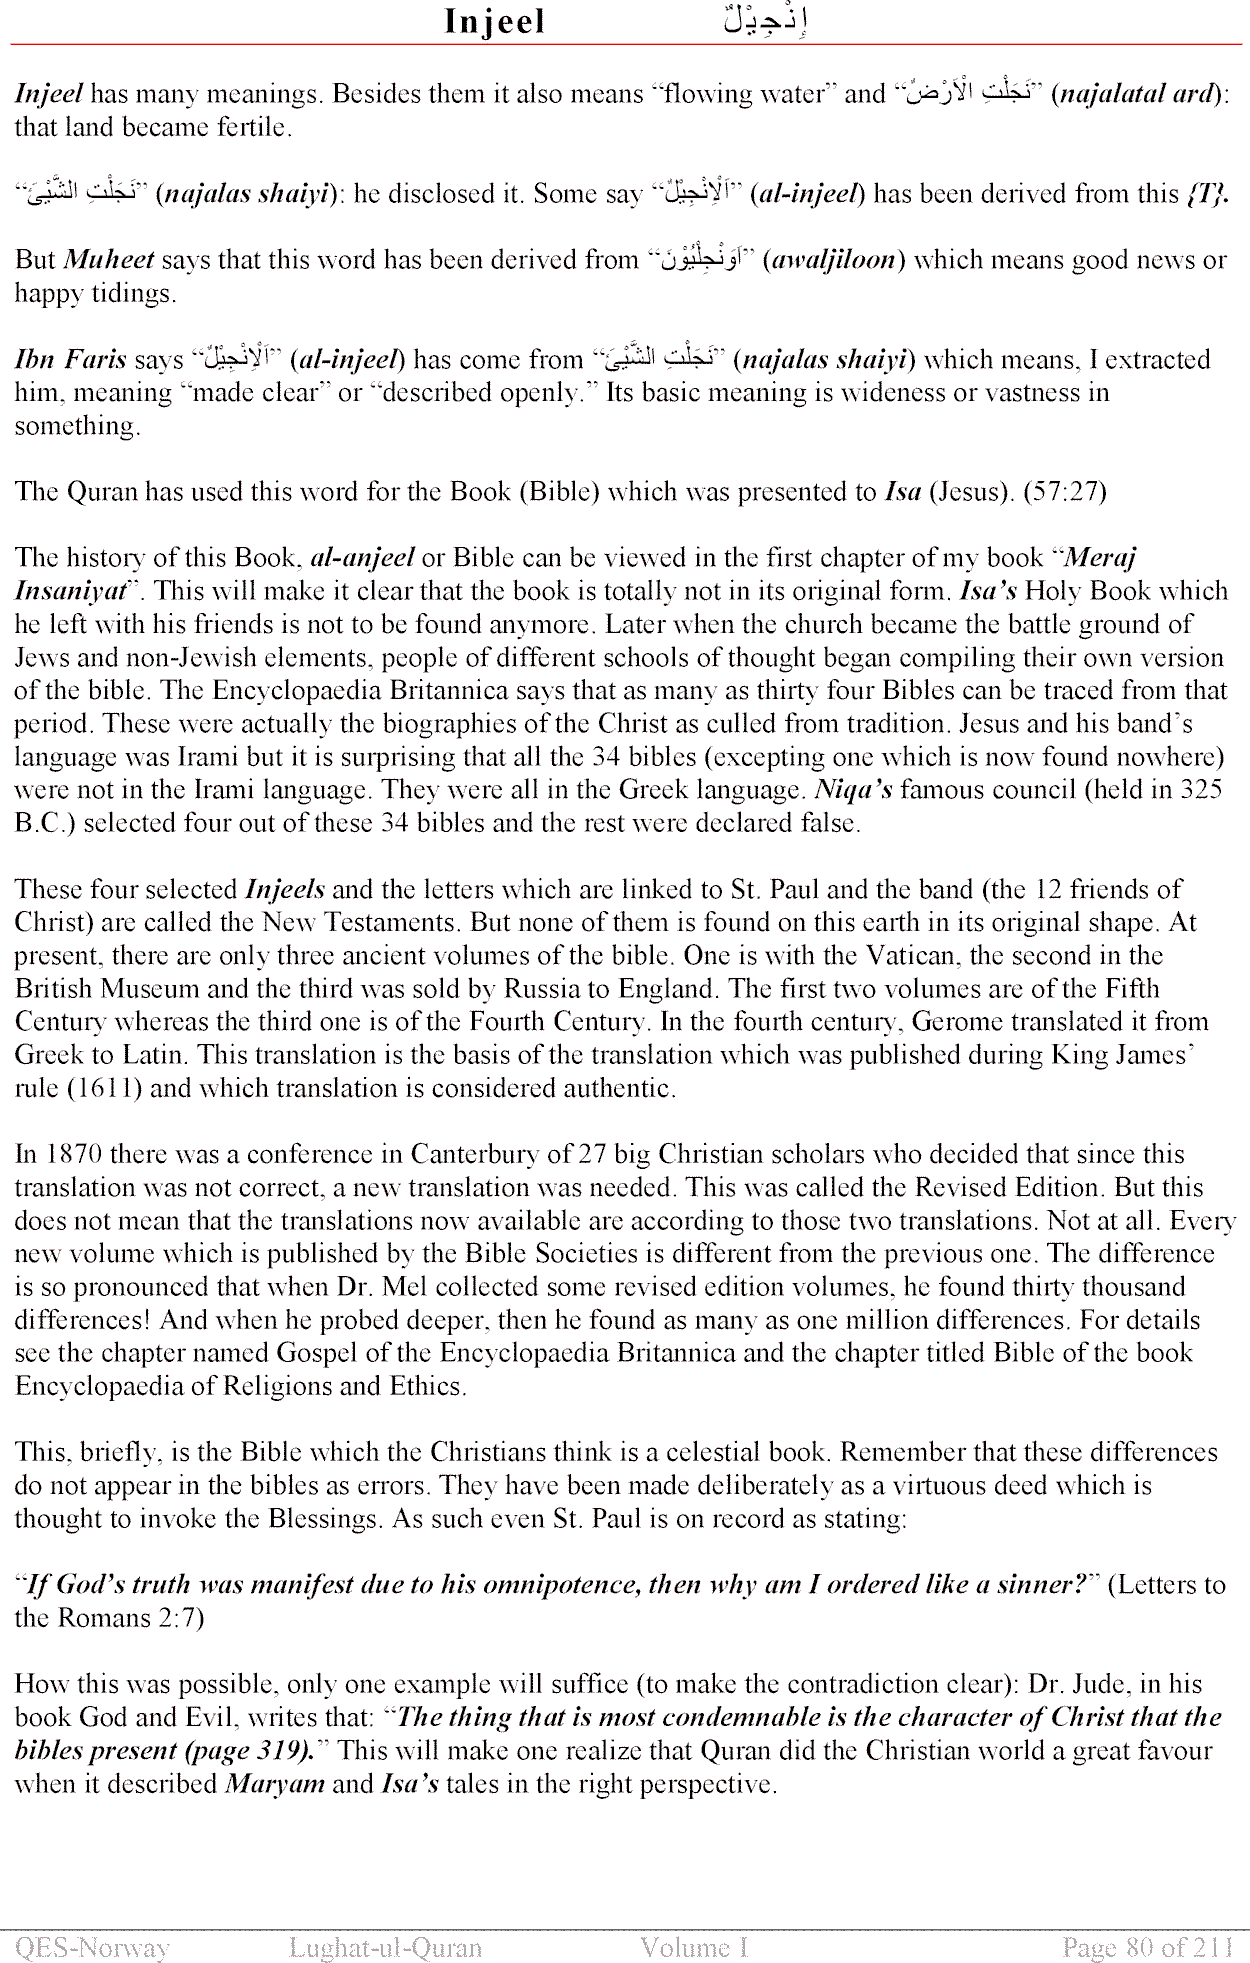 Injeel إِنْجِيْلٌ
Injeel has many meanings. Besides them it also means “flowing water” and “نَجَلَتِ الْاَرْضُ” (najalatal ard):
that land became fertile.
“نَجَلْتِ الشَّيْئَ” (najalas shaiyi): he disclosed it. Some say “اَلْاِنْجِيْلُ” (al-injeel) has been derived from this {T}.
But Muheet says that this word has been derived from “اَوَنْجِلْيُوْنَ” (awaljiloon) which means good news or
happy tidings.
Ibn Faris says “اَلْاِنْجِيْلُ” (al-injeel) has come from “نَجَلْتِ الشَّيْئَ” (najalas shaiyi) which means, I extracted
him, meaning “made clear” or “described openly.” Its basic meaning is wideness or vastness in
something.
The Quran has used this word for the Book (Bible) which was presented to Isa (Jesus). (57:27)
The history of this Book, al-anjeel or Bible can be viewed in the first chapter of my book “Meraj
Insaniyat”. This will make it clear that the book is totally not in its original form. Isa’s Holy Book which
he left with his friends is not to be found anymore. Later when the church became the battle ground of
Jews and non-Jewish elements, people of different schools of thought began compiling their own version
of the bible. The Encyclopaedia Britannica says that as many as thirty four Bibles can be traced from that
period. These were actually the biographies of the Christ as culled from tradition. Jesus and his band’s
language was Irami but it is surprising that all the 34 bibles (excepting one which is now found nowhere)
were not in the Irami language. They were all in the Greek language. Niqa’s famous council (held in 325
B.C.) selected four out of these 34 bibles and the rest were declared false.
These four selected Injeels and the letters which are linked to St. Paul and the band (the 12 friends of
Christ) are called the New Testaments. But none of them is found on this earth in its original shape. At
present, there are only three ancient volumes of the bible. One is with the Vatican, the second in the
British Museum and the third was sold by Russia to England. The first two volumes are of the Fifth
Century whereas the third one is of the Fourth Century. In the fourth century, Gerome translated it from
Greek to Latin. This translation is the basis of the translation which was published during King James’
rule (1611) and which translation is considered authentic.
In 1870 there was a conference in Canterbury of 27 big Christian scholars who decided that since this
translation was not correct, a new translation was needed. This was called the Revised Edition. But this
does not mean that the translations now available are according to those two translations. Not at all. Every
new volume which is published by the Bible Societies is different from the previous one. The difference
is so pronounced that when Dr. Mel collected some revised edition volumes, he found thirty thousand
differences! And when he probed deeper, then he found as many as one million differences. For details
see the chapter named Gospel of the Encyclopaedia Britannica and the chapter titled Bible of the book
Encyclopaedia of Religions and Ethics.
This, briefly, is the Bible which the Christians think is a celestial book. Remember that these differences
do not appear in the bibles as errors. They have been made deliberately as a virtuous deed which is
thought to invoke the Blessings. As such even St. Paul is on record as stating:
“If God’s truth was manifest due to his omnipotence, then why am I ordered like a sinner?” (Letters to
the Romans 2:7)
How this was possible, only one example will suffice (to make the contradiction clear): Dr. Jude, in his
book God and Evil, writes that: “The thing that is most condemnable is the character of Christ that the
bibles present (page 319).” This will make one realize that Quran did the Christian world a great favour
when it described Maryam and Isa’s tales in the right perspective.
QES-Norway Lughat-ul-Quran Volume I Page 80 of 211